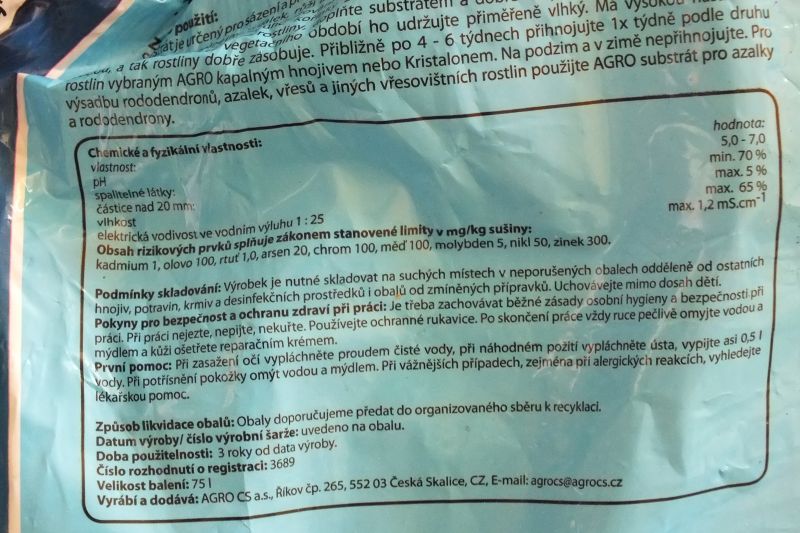 použití:
je určený pro sázení a
substrátem a
vegetačního období ho udržujte přiměřeně vlhký. Má vysokou
a tak rostliny dobře zásobuje. Přibližně po 4 - 6 týdnech přihnojujte 1x týdně podle druhu
rostlin vybraným AGRO kapalným hnojivem nebo Kristalonem. Na podzim a v zimě nepřihnojujte. Pro
výsadbu rododendronů, azalek, vřesů a jiných vřesovištních rostlin použijte AGRO substrát pro azalky
a rododendrony.
Chemické a fyzikální vlastnosti:
vlastnost: hodnota:
pH 5,0 - 7,0
spalitelné látky: min. 70 %
částice nad 20 mm: max. 5 %
vlhkost max. 65 %
elektrická vodivost ve vodním výluhu 1 : 25 max. 1,2 mS.cm-1
Obsah rizikových prvků splňuje zákonem stanovené limity v mg/kg sušiny:
kadmium 1, olovo 100, rtuť 1,0, arsen 20, chrom 100, měď 100, molybden 5, nikl 50, zinek 300.
Podmínky skladování: Výrobek je nutné skladovat na suchých místech v neporušených obalech odděleně od ostatních
hnojiv, potravin, krmiv a desinfekčních prostředků i obalů od zmíněných přípravků. Uchovávejte mimo dosah dětí.
Pokyny pro bezpečnost a ochranu zdraví při práci: Je třeba zachovávat běžné zásady osobní hygieny a bezpečnosti při
práci. Při práci nejezte, nepijte, nekuřte. Používejte ochranné rukavice. Po skončení práce vždy ruce pečlivě omyjte vodou a
mýdlem a kůži ošetřete reparačním krémem.
První pomoc: Při zasažení očí vypláchněte proudem čisté vody, při náhodném požití vypláchněte ústa, vypijte asi 0,5 l
vody. Při potřísnění pokožky omýt vodou a mýdlem. Při vážnějších případech, zejména při alergických reakcích, vyhledejte
lékařskou pomoc.
Způsob likvidace obalů: Obaly doporučujeme předat do organizovaného sběru k recyklaci.
Datum výroby/ číslo výrobní šarže: uvedeno na obalu.
Doba použitelnosti: 3 roky od data výroby.
Číslo rozhodnutí o registraci: 3689
Velikost balení: 75 l
Vyrábí a dodává: AGRO CS a.s., Říkov čp. 265, 552 03 Česká Skalice, CZ, E-mail: agrocs@agrocs.cz